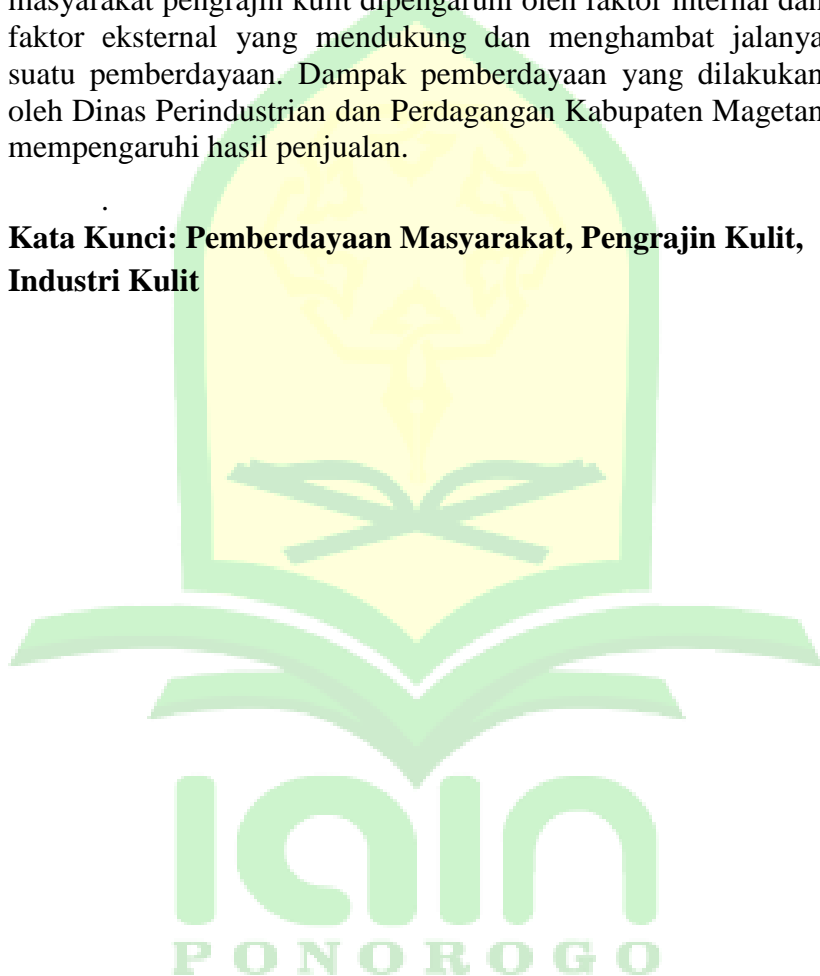 masyarakat pengrajin kulit dipengaruhi oleh faktor internal dan
faktor eksternal yang mendukung dan menghambat jalanya
suatu pemberdayaan. Dampak pemberdayaan yang dilakukan
oleh Dinas Perindustrian dan Perdagangan Kabupaten Magetan
mempengaruhi hasil penjualan.
.
Kata Kunci: Pemberdayaan Masyarakat, Pengrajin Kulit,
Industri Kulit
iain
PONOROGO